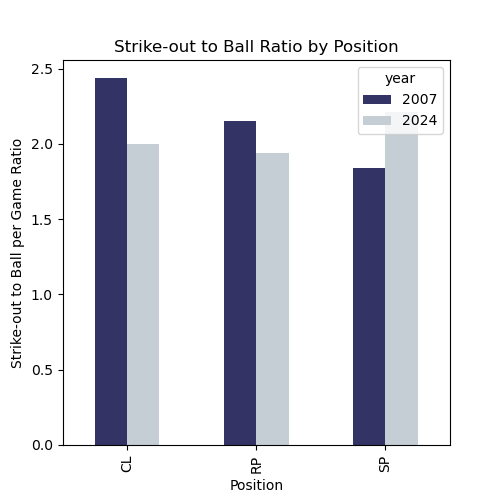 Strike-out to Ball Ratio by Position
year
2007
2024
Strike-out to Ball per Game Ratio
2.5
2.0
1.5
1.0
0.5
0.0
CL
RP
SP
Position